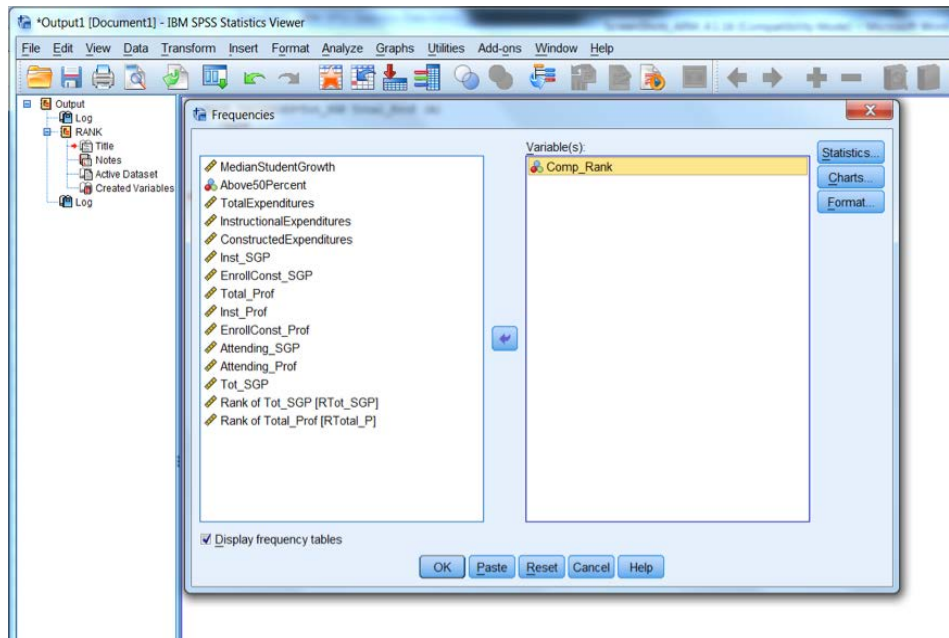 *Output1 [Document1] - IBM SPSS Statistics Viewer
File Edit View Data Transform Insert Format Analyze Graphs Utilities Add-ons Window Help
Output
Log
RANK
Title
Notes
Active Dataset
Created Variables
Log
Frequencies
MedianStudentGrowth
Above50Percent
TotalExpenditures
InstructionalExpenditures
ConstructedExpenditures
Inst_SGP
EnrollConst_SGP
Total_Prof
Inst_Prof
EnrollConst_Prof
Attending_SGP
Attending_Prof
Tot_SGP
Rank of Tot_SGP [RTot_SGP]
Rank of Total_Prof [RTotal_P]
Variable(s):
Comp_Rank
Statistics...
Charts...
Format...
Display frequency tables
OK Paste Reset Cancel Help